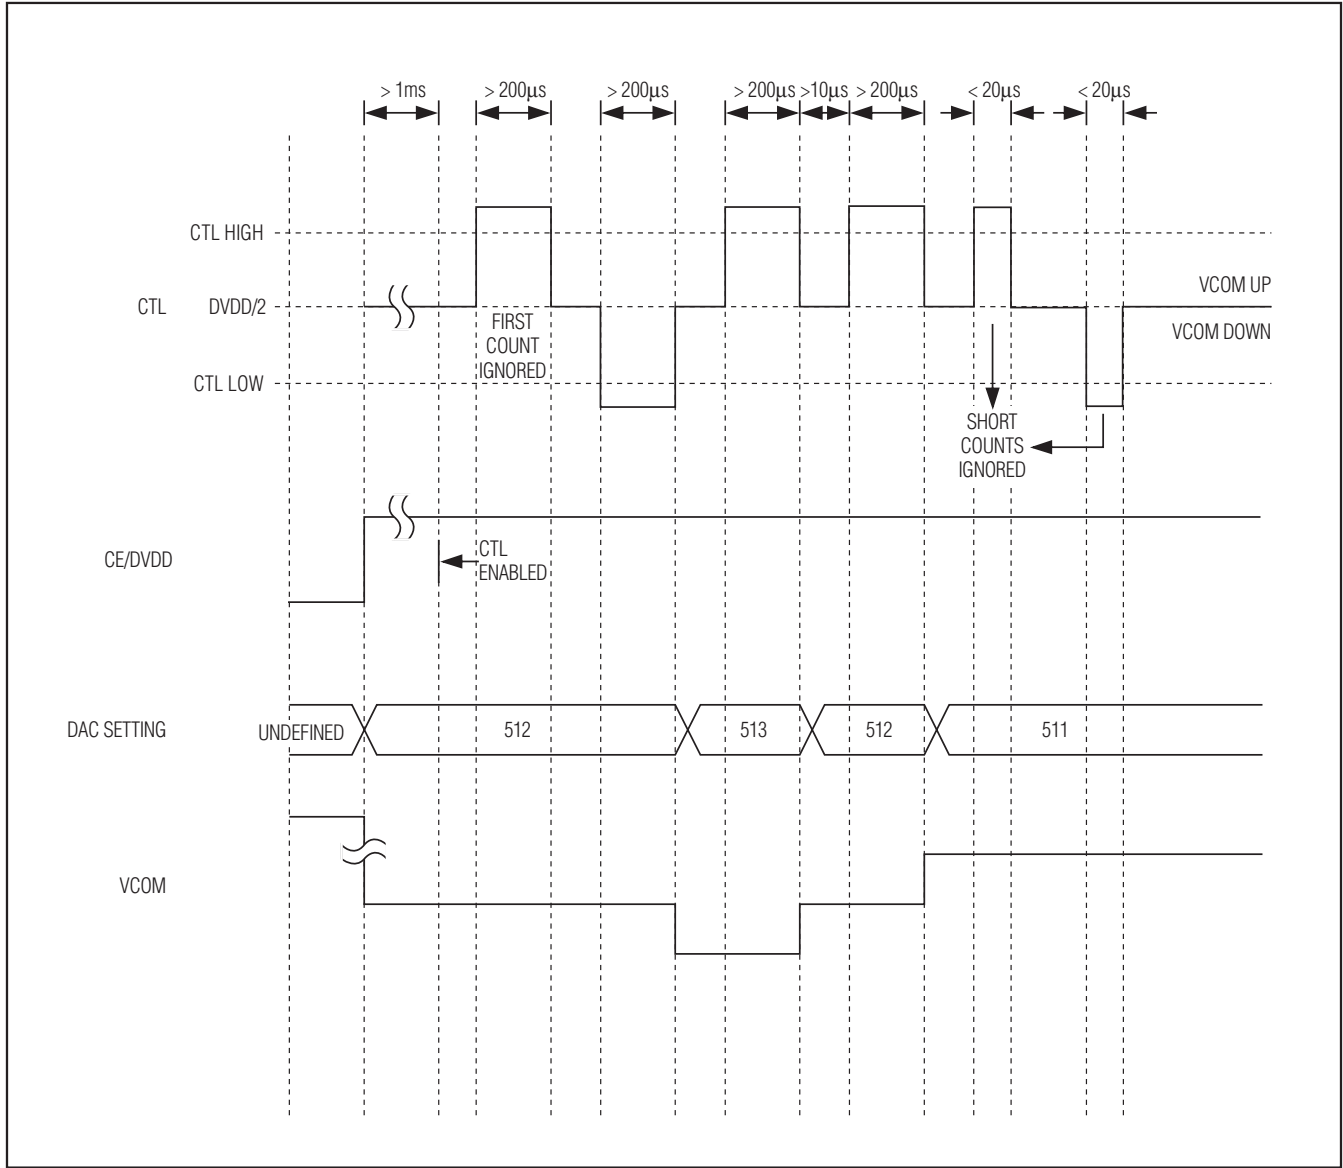 > 1ms
> 200µs
> 200µs
> 200µs
>10µs
> 200µs
< 20µs
< 20µs
CTL HIGH
VCOM UP
CTL
DVDD/2
FIRST
COUNT
IGNORED
VCOM DOWN
CTL LOW
SHORT
COUNTS
IGNORED
CE/DVDD
CTL
ENABLED
DAC SETTING
UNDEFINED
512
513
512
511
VCOM